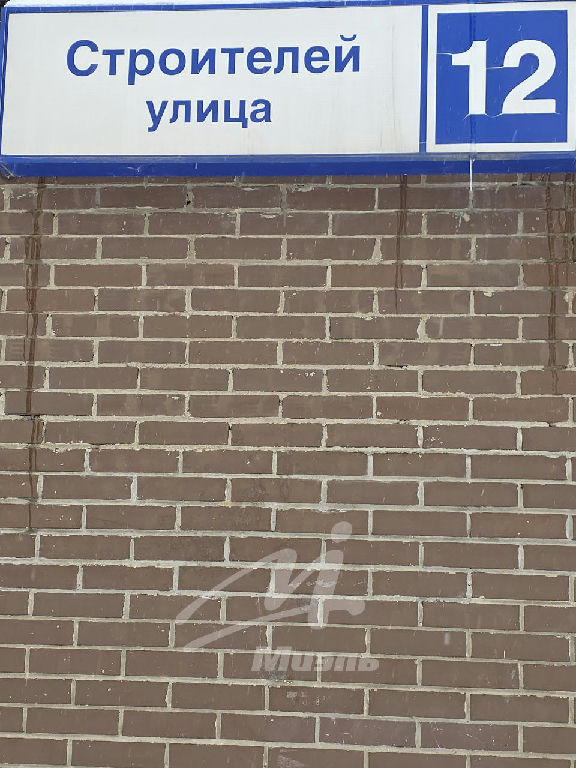 Строителей
улица
12
Миэль